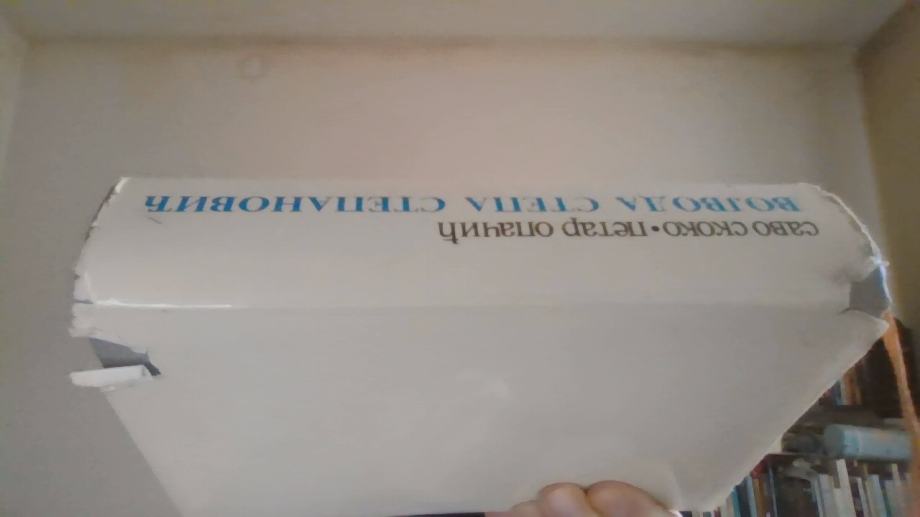 саво скоко • петар опачић
ВОЈВОДА СТЕПА СТЕПАНОВИЋ